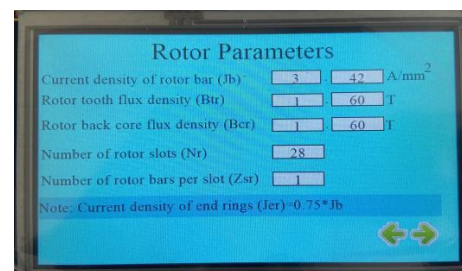 Rotor Parameters
Current density of rotor bar (Jb) 3 . 42 A/mm²
Rotor tooth flux density (Btr) 1 . 60 T
Rotor back core flux density (Bcr) 1 . 60 T
Number of rotor slots (Nr) 28
Number of rotor bars per slot (Zsr) 1
Note: Current density of end rings (Jer)=0.75*Jb